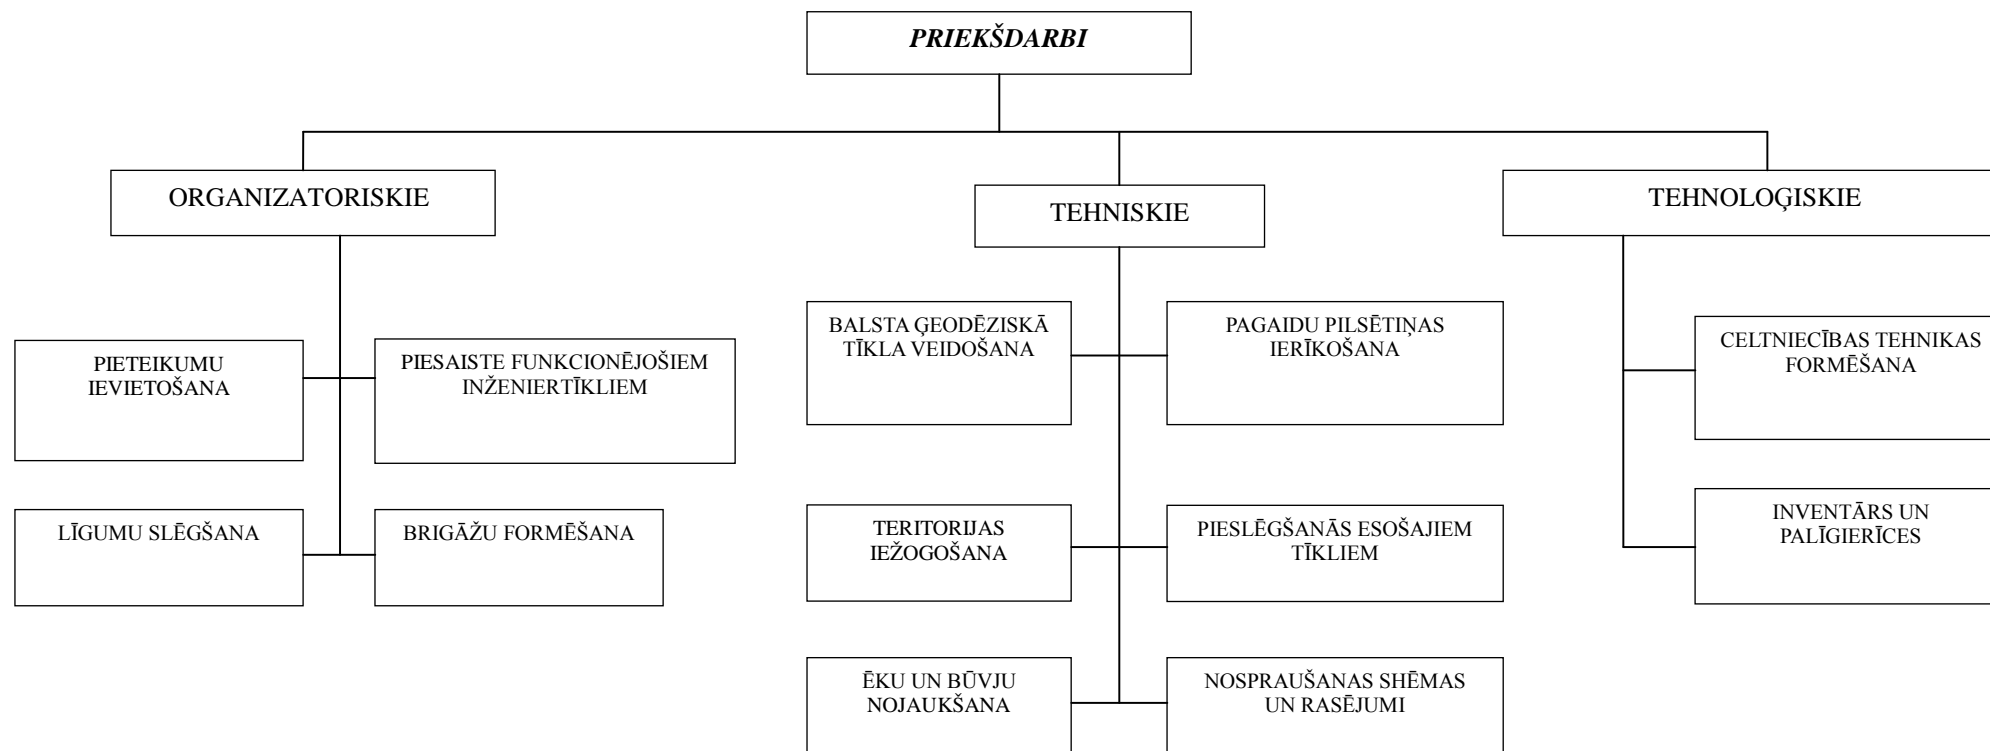 PRIEKŠDARBI
ORGANIZATORISKIE
TEHNISKIE
TEHNOLOĢISKIE
PIETEIKUMU
IEVIETOŠANA
PIESAISTE FUNKCIONĒJOŠIEM
INŽENIERTĪKLIEM
LĪGUMU SLĒGŠANA
BRIGĀŽU FORMĒŠANA
BALSTA ĢEODĒZISKĀ
TĪKLA VEIDOŠANA
PAGAIDU PILSĒTIŅAS
IERĪKOŠANA
TERITORIJAS
IEŽOGOŠANA
PIESLĒGŠANĀS ESOŠAJIEM
TĪKLIEM
ĒKU UN BŪVJU
NOJAUKŠANA
NOSPRAUŠANAS SHĒMAS
UN RASĒJUMI
CELTNIECĪBAS TEHNIKAS
FORMĒŠANA
INVENTĀRS UN
PALĪGIERĪCES